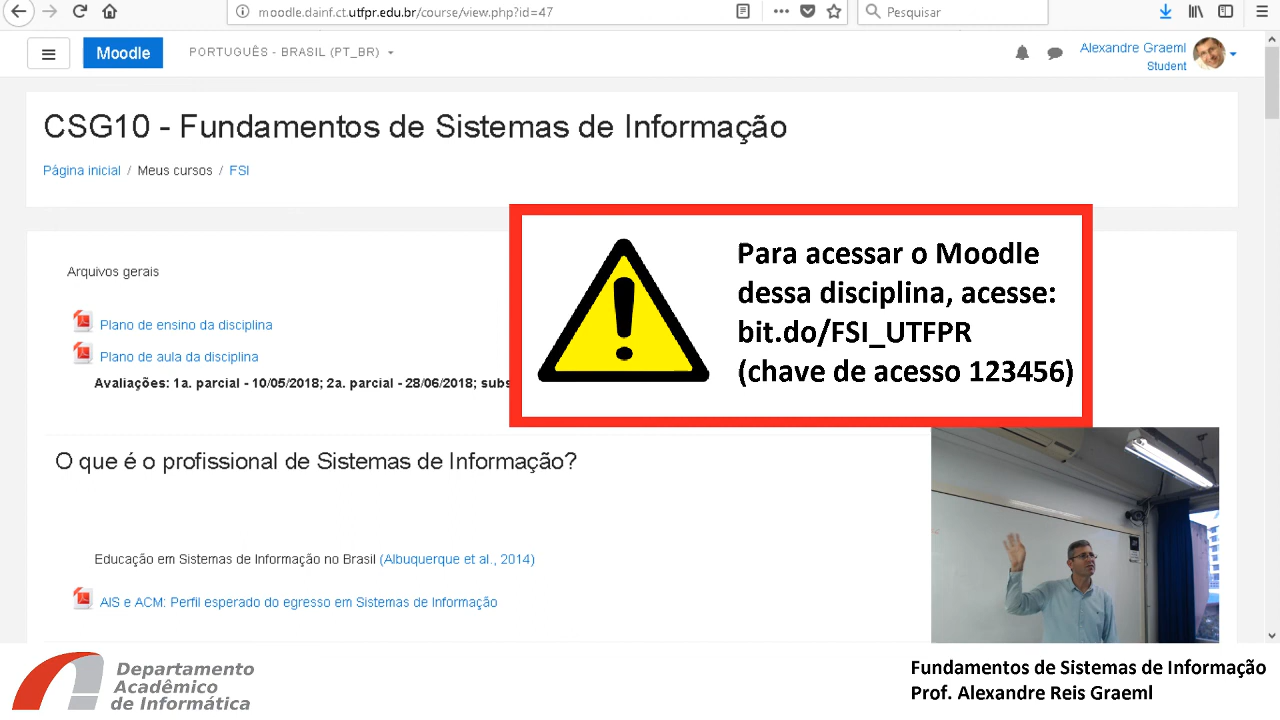 moodle.dainf.ct.utfpr.edu.br/course/view.php?id=47
Pesquisar
Moodle
PORTUGUÊS - BRASIL (PT_BR)
Alexandre Graeml
Student
CSG10 - Fundamentos de Sistemas de Informação
Página inicial / Meus cursos / FSI
Para acessar o Moodle
dessa disciplina, acesse:
bit.do/FSI_UTFPR
(chave de acesso 123456)
Arquivos gerais
Plano de ensino da disciplina
Plano de aula da disciplina
Avaliações: 1a. parcial - 10/05/2018; 2a. parcial - 28/06/2018; subs
O que é o profissional de Sistemas de Informação?
Educação em Sistemas de Informação no Brasil (Albuquerque et al., 2014)
AIS e ACM: Perfil esperado do egresso em Sistemas de Informação
Departamento
Acadêmico
de Informática
Fundamentos de Sistemas de Informação
Prof. Alexandre Reis Graeml